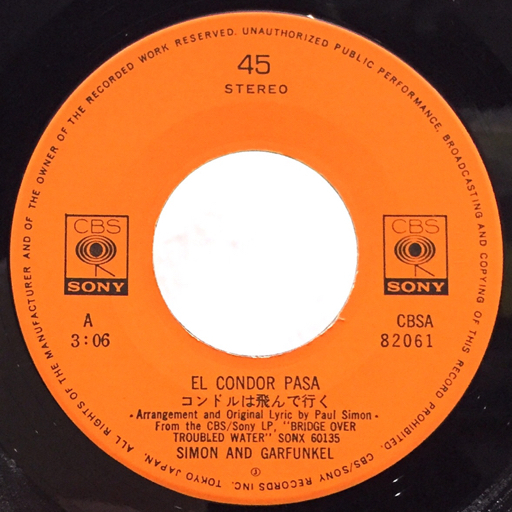 ALL RIGHTS OF THE MANUFACTURER AND OF THE OWNER OF THE RECORDED WORK RESERVED. UNAUTHORIZED PUBLIC PERFORMANCE, BROADCASTING AND COPYING OF THIS RECORD PROHIBITED. CBS/SONY RECORDS INC. TOKYO JAPAN.
45
STEREO
CBS
SONY
CBS
SONY
A
3:06
CBSA
82061
EL CONDOR PASA
コンドルは飛んで行く
-Arrangement and Original Lyric by Paul Simon-
From the CBS/Sony LP, "BRIDGE OVER
TROUBLED WATER" SONX 60135
SIMON AND GARFUNKEL